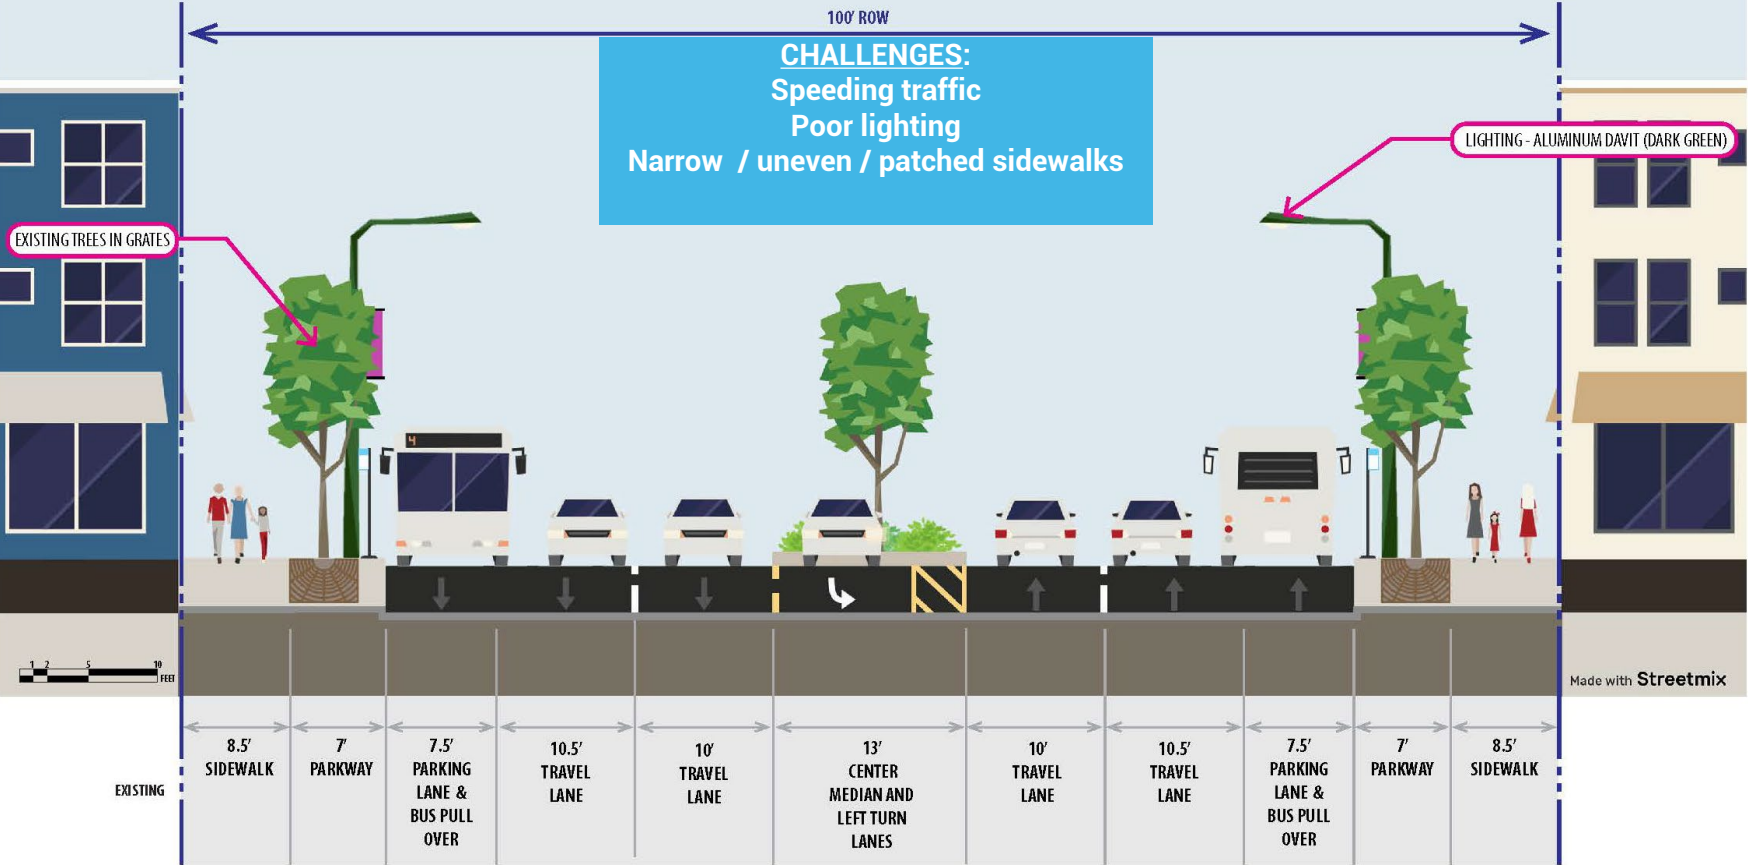 100' ROW
CHALLENGES:
Speeding traffic
Poor lighting
Narrow / uneven / patched sidewalks
LIGHTING - ALUMINUM DAVIT (DARK GREEN)
EXISTING TREES IN GRATES
4
1 2 5 10
FEET
Made with Streetmix
EXISTING
8.5'
SIDEWALK
7'
PARKWAY
7.5'
PARKING
LANE &
BUS PULL
OVER
10.5'
TRAVEL
LANE
10'
TRAVEL
LANE
13'
CENTER
MEDIAN AND
LEFT TURN
LANES
10'
TRAVEL
LANE
10.5'
TRAVEL
LANE
7.5'
PARKING
LANE &
BUS PULL
OVER
7'
PARKWAY
8.5'
SIDEWALK